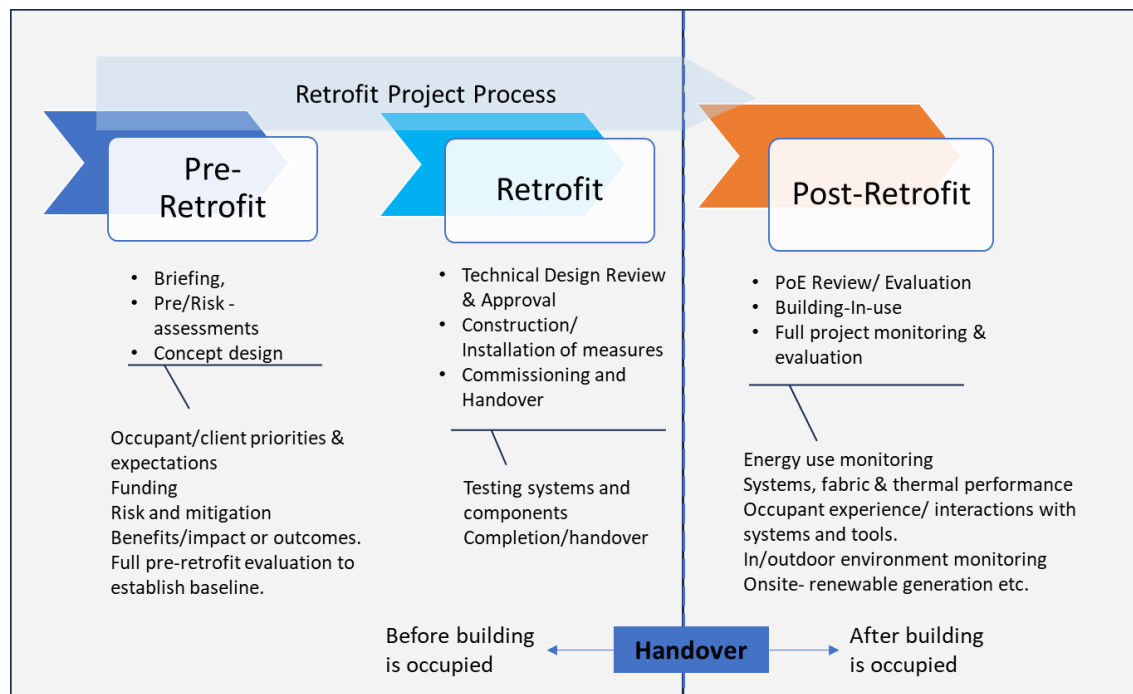 Retrofit Project Process
Pre-
Retrofit
• Briefing,
• Pre/Risk -
assessments
• Concept design
Occupant/client priorities &
expectations
Funding
Risk and mitigation
Benefits/impact or outcomes.
Full pre-retrofit evaluation to
establish baseline.
Retrofit
• Technical Design Review
& Approval
• Construction/
Installation of measures
• Commissioning and
Handover
Testing systems and
components
Completion/handover
Post-Retrofit
• PoE Review/ Evaluation
• Building-In-use
• Full project monitoring &
evaluation
Energy use monitoring
Systems, fabric & thermal performance
Occupant experience/ interactions with
systems and tools.
In/outdoor environment monitoring
Onsite- renewable generation etc.
Before building
is occupied
Handover
After building
is occupied